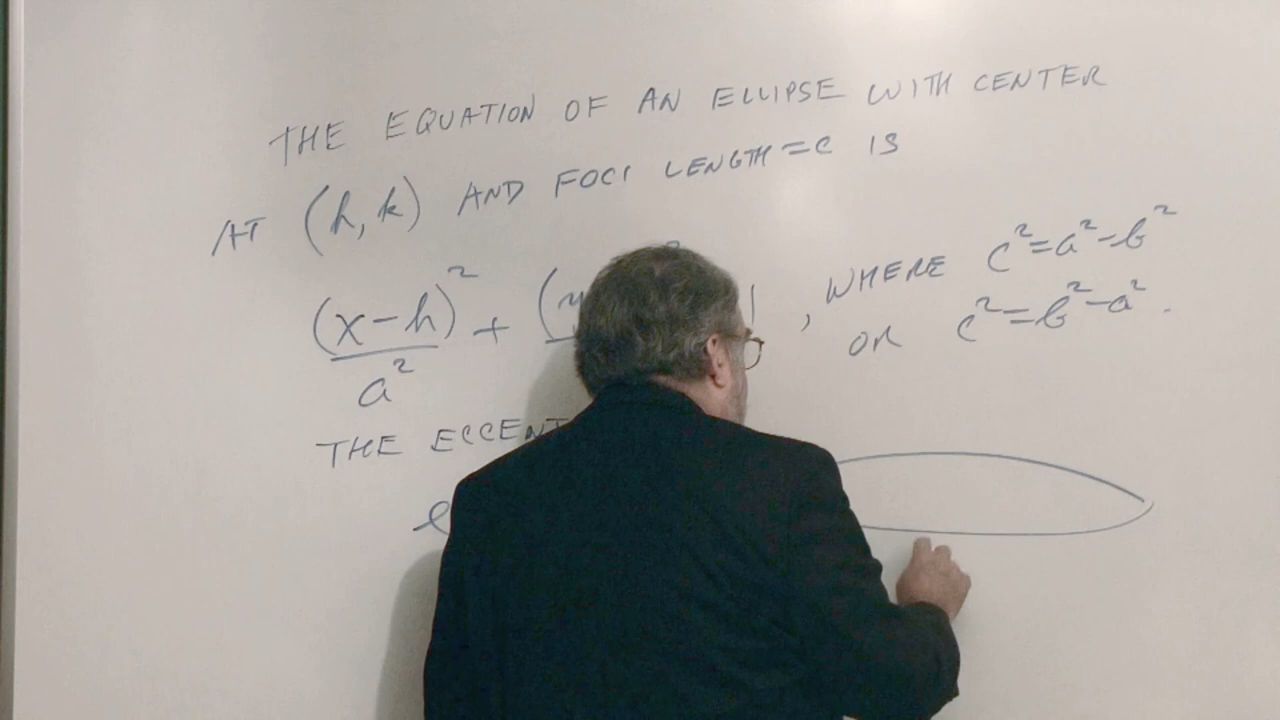 THE EQUATION OF AN ELLIPSE WITH CENTER
AT (h, k) AND FOCI LENGTH = c IS
(x-h)²/a² + ( 1, WHERE c² = a² - b²
OR c² = b² - a².
THE
e